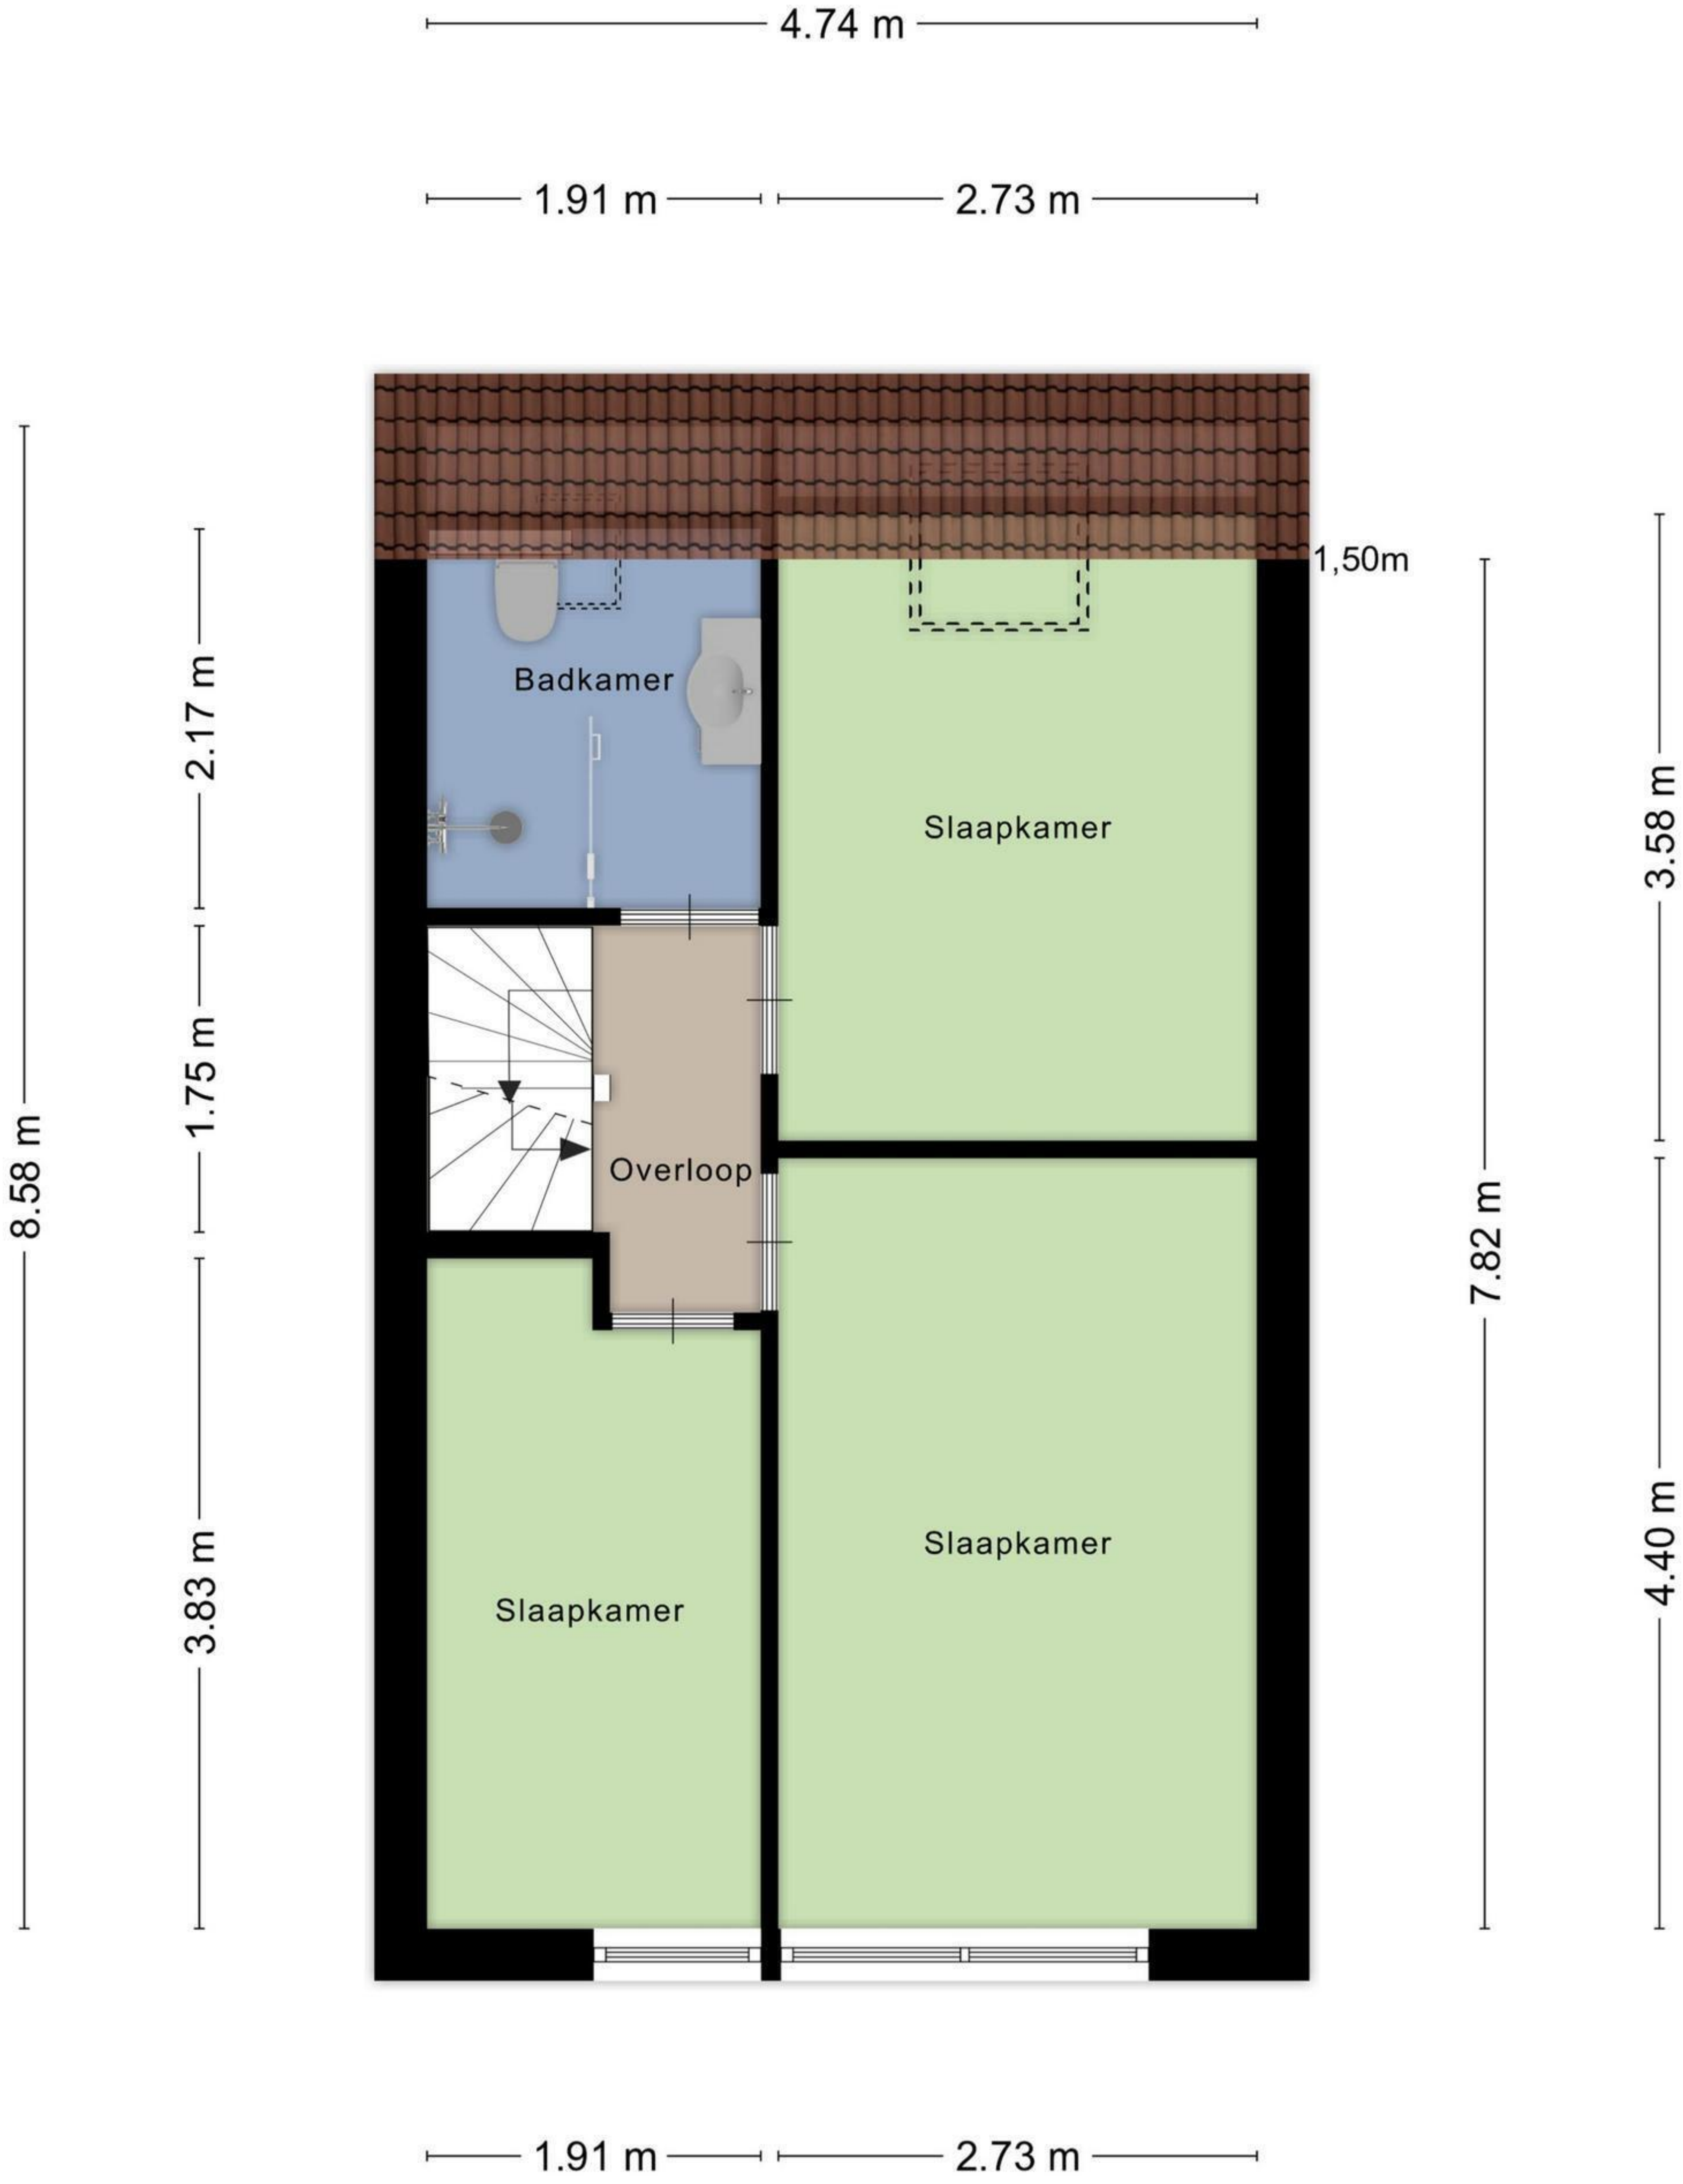 4.74 m
1.91 m
2.73 m
1,50m
2.17 m
Badkamer
Slaapkamer
3.58 m
1.75 m
8.58 m
Overloop
7.82 m
3.83 m
Slaapkamer
Slaapkamer
4.40 m
1.91 m
2.73 m